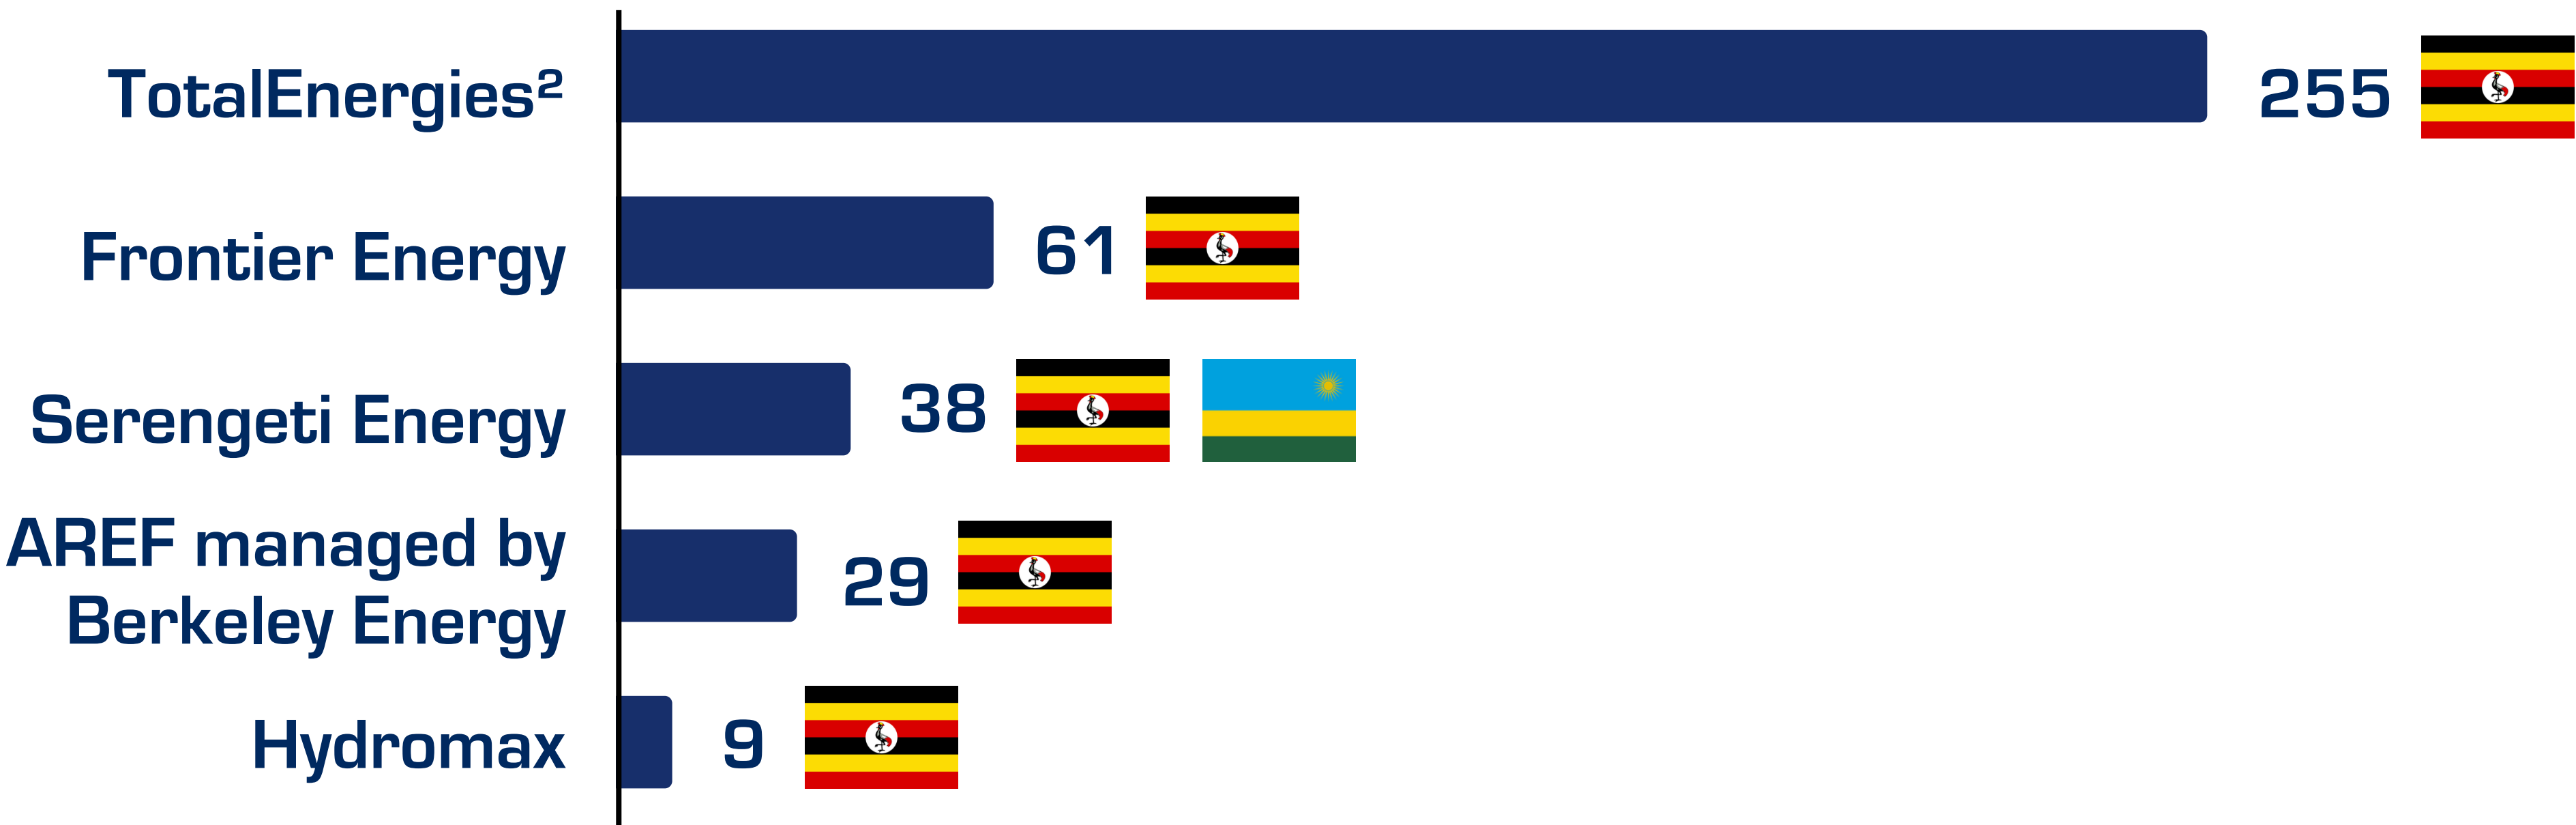 TotalEnergies²
255
Frontier Energy
61
Serengeti Energy
38
AREF managed by
Berkeley Energy
29
Hydromax
9